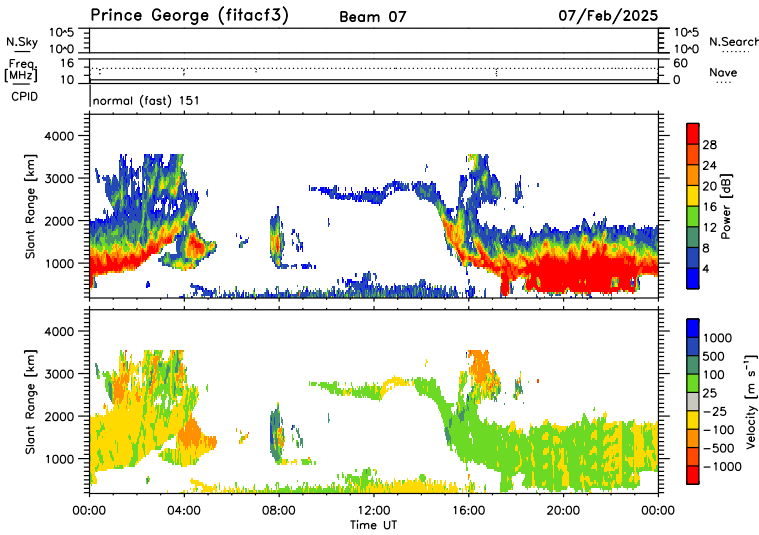 Prince George (fitacf3) Beam 07 07/Feb/2025
N.Sky 10^5 10^5 N.Search
10^0 10^0
Freq. 16 60
[MHz] 10 0 Nave
CPID normal (fast) 151
Slant Range [km]
4000
3000
2000
1000
28
24
20
16
12
8
4
Power [dB]
Slant Range [km]
4000
3000
2000
1000
1000
500
100
25
-25
-100
-500
-1000
Velocity [m s⁻¹]
00:00 04:00 08:00 12:00 16:00 20:00 00:00
Time UT